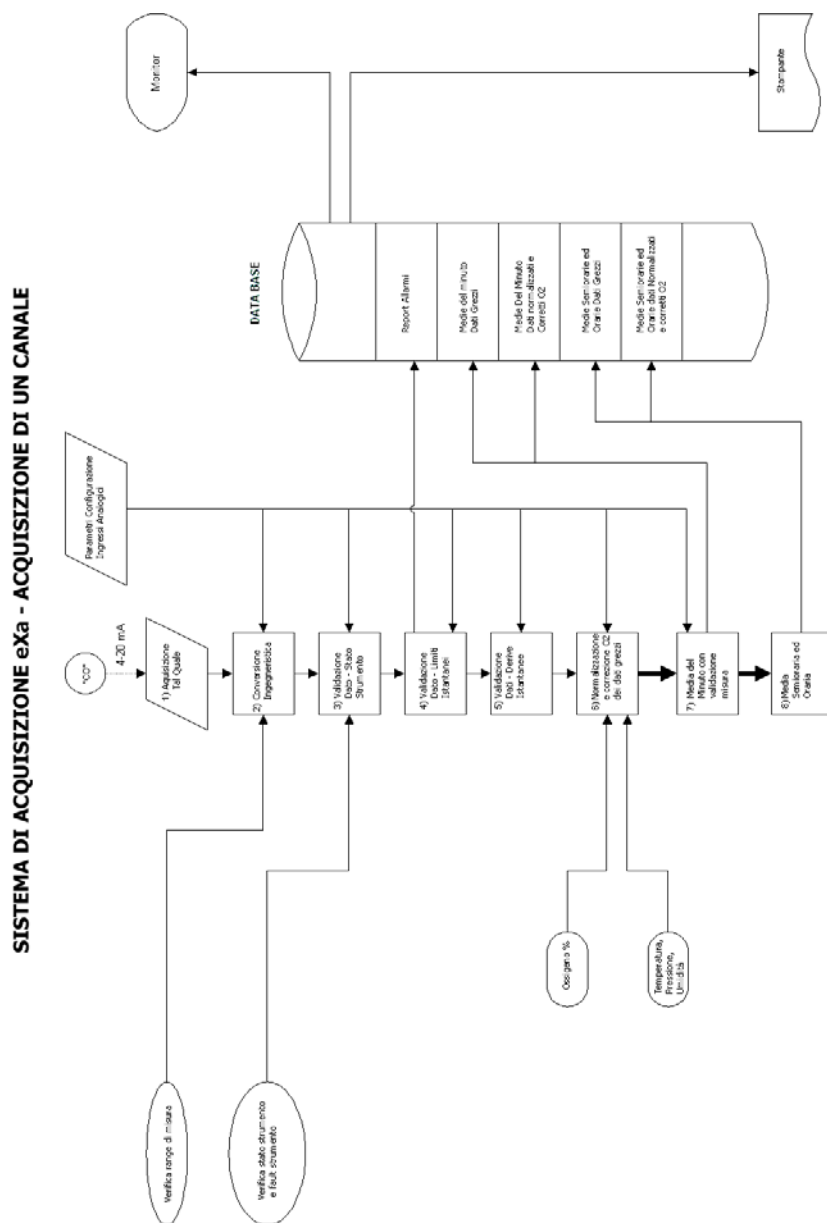 SISTEMA DI ACQUISIZIONE eXa - ACQUISIZIONE DI UN CANALE
"CO"
4-20 mA
Parametri Configurazione
Ingressi Analogici
1) Aquisizione
Tal Quale
Verifica range di misura
2) Conversione
Ingegneristica
Verifica stato strumento
e fault strumento
3) Validazione
Dato - Stato
Strumento
4) Validazione
Dato - Limiti
Istantanei
5) Validazione
Dati - Derive
Istantanee
Ossigeno %
Temperatura,
Pressione,
Umidità
6) Normalizzazione
e correzione O2
dei dati grezzi
7) Media del
Minuto con
validazione
misura
8) Media
Semioraria ed
Oraria
DATA BASE
Report Allarmi
Medie del minuto
Dati Grezzi
Medie Del Minuto
Dati normalizzati e
Corretti O2
Medie Semiorarie ed
Orarie Dati Grezzi
Medie Semiorarie ed
Orarie dati Normalizzati
e corretti O2
Monitor
Stampante